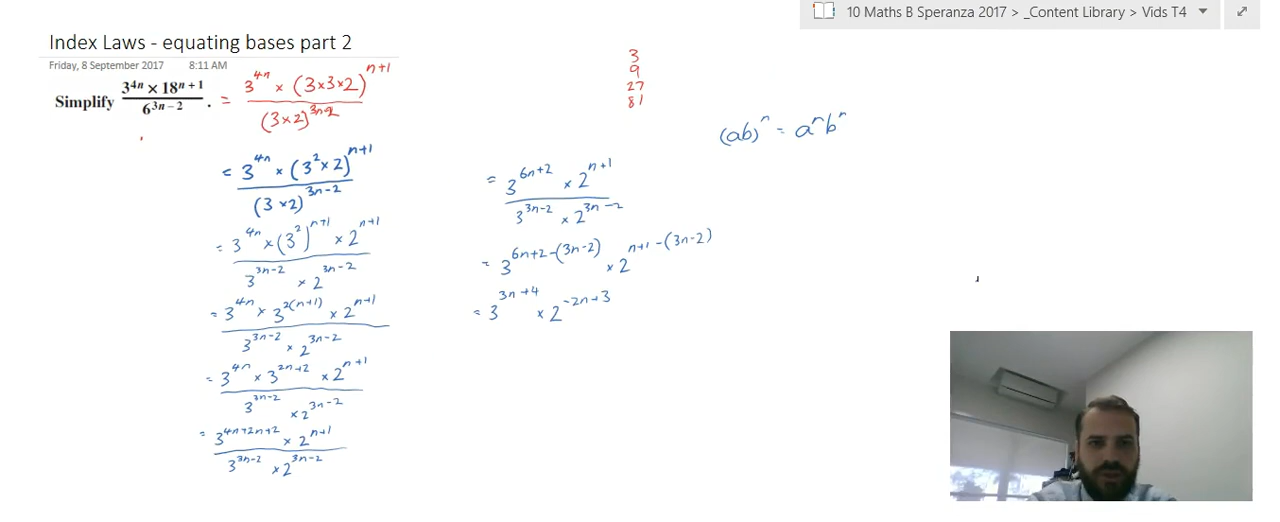 10 Maths B Speranza 2017 > _Content Library > Vids T4
Index Laws - equating bases part 2
Friday, 8 September 2017 8:11 AM
Simplify (3^(4n) × 18^(n+1)) / 6^(3n−2) . = (3^(4n) × (3×3×2)^(n+1)) / (3×2)^(3n−2)
= (3^(4n) × (3^2×2)^(n+1)) / (3×2)^(3n−2)
= (3^(4n) × (3^2)^(n+1) × 2^(n+1)) / (3^(3n−2) × 2^(3n−2))
= (3^(4n) × 3^(2(n+1)) × 2^(n+1)) / (3^(3n−2) × 2^(3n−2))
= (3^(4n) × 3^(2n+2) × 2^(n+1)) / (3^(3n−2) × 2^(3n−2))
= (3^(4n+2n+2) × 2^(n+1)) / (3^(3n−2) × 2^(3n−2))
= (3^(6n+2) × 2^(n+1)) / (3^(3n−2) × 2^(3n−2))
= 3^(6n+2−(3n−2)) × 2^(n+1−(3n−2))
= 3^(3n+4) × 2^(−2n+3)
3
9
27
81
(ab)^n = a^n b^n